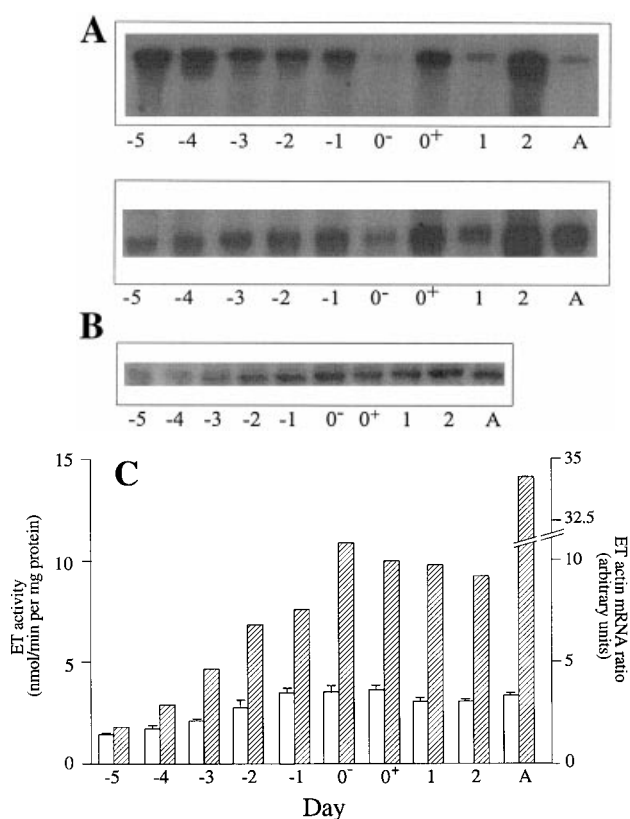 A
-5 -4 -3 -2 -1 0⁻ 0⁺ 1 2 A
-5 -4 -3 -2 -1 0⁻ 0⁺ 1 2 A
B
-5 -4 -3 -2 -1 0⁻ 0⁺ 1 2 A
C
ET activity
(nmol/min per mg protein)
15
10
5
0
35
32.5
10
5
0
ET actin mRNA ratio
(arbitrary units)
-5 -4 -3 -2 -1 0⁻ 0⁺ 1 2 A
Day